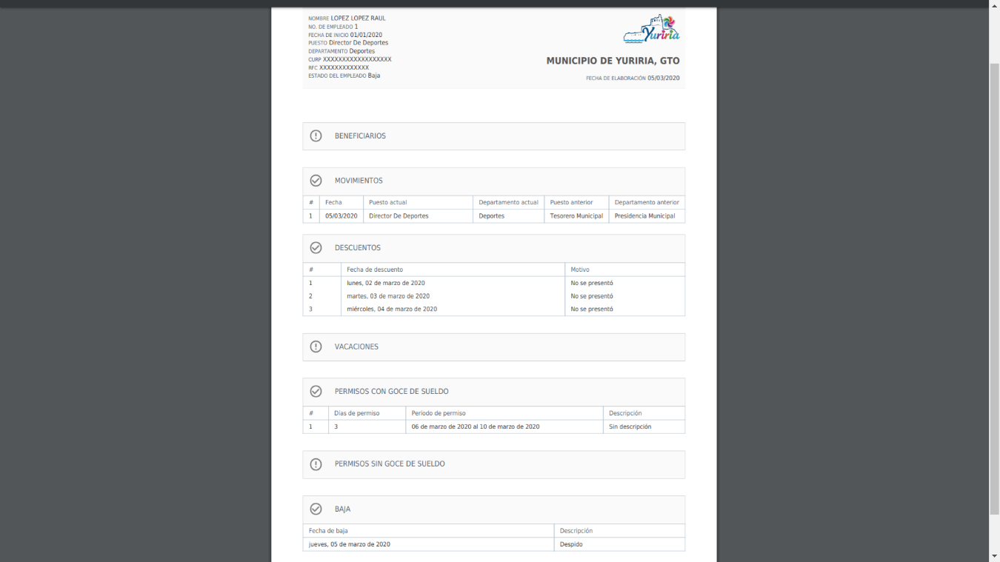 NOMBRE LOPEZ LOPEZ RAUL
NO. DE EMPLEADO 1
FECHA DE INICIO 01/01/2020
PUESTO Director De Deportes
DEPARTAMENTO Deportes
CURP XXXXXXXXXXXXXXXXXX
RFC XXXXXXXXXXXXX
ESTADO DEL EMPLEADO Baja
Yuriria
MUNICIPIO DE YURIRIA, GTO
FECHA DE ELABORACIÓN 05/03/2020
BENEFICIARIOS
MOVIMIENTOS
# Fecha Puesto actual Departamento actual Puesto anterior Departamento anterior
1 05/03/2020 Director De Deportes Deportes Tesorero Municipal Presidencia Municipal
DESCUENTOS
# Fecha de descuento Motivo
1 lunes, 02 de marzo de 2020 No se presentó
2 martes, 03 de marzo de 2020 No se presentó
3 miércoles, 04 de marzo de 2020 No se presentó
VACACIONES
PERMISOS CON GOCE DE SUELDO
# Días de permiso Período de permiso Descripción
1 3 06 de marzo de 2020 al 10 de marzo de 2020 Sin descripción
PERMISOS SIN GOCE DE SUELDO
BAJA
Fecha de baja Descripción
jueves, 05 de marzo de 2020 Despido